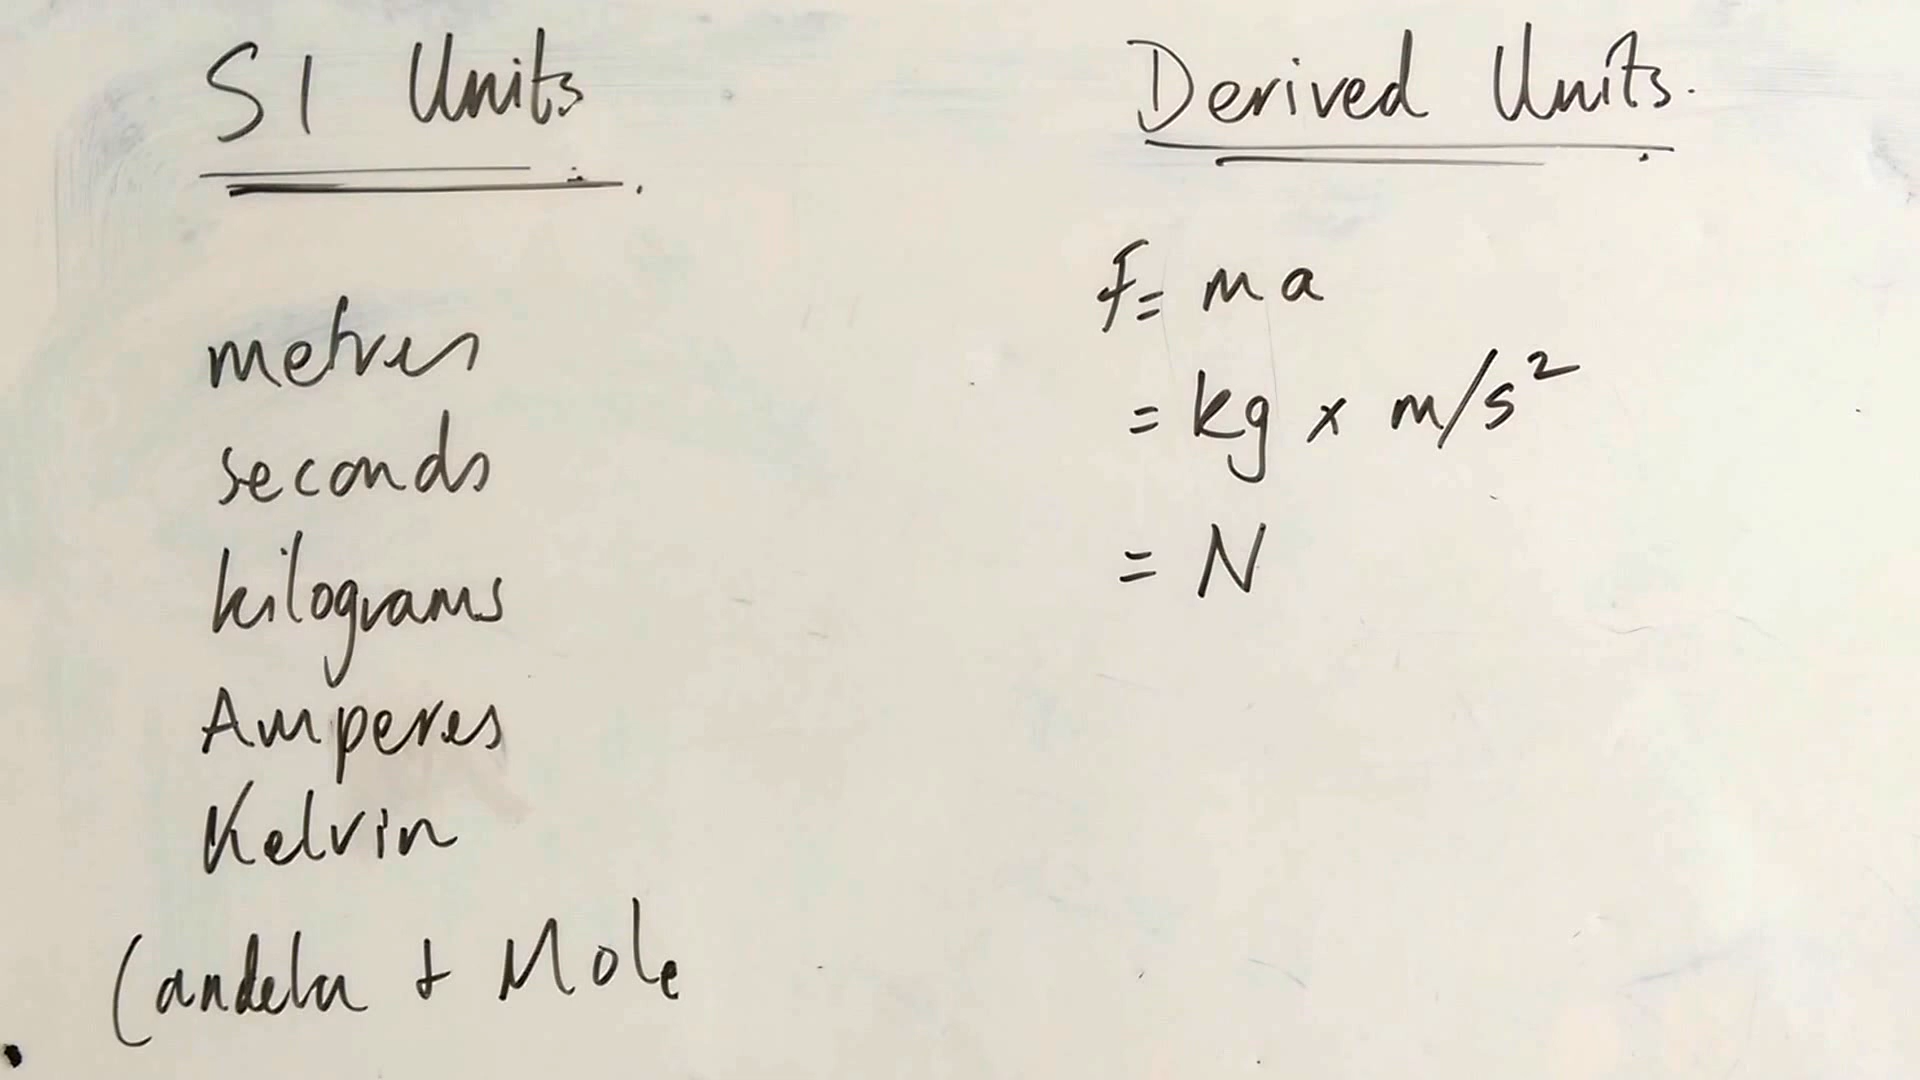 SI Units
metres
seconds
kilograms
Amperes
Kelvin
Candela + Mole
Derived Units.
F= ma
= kg x m/s²
= N